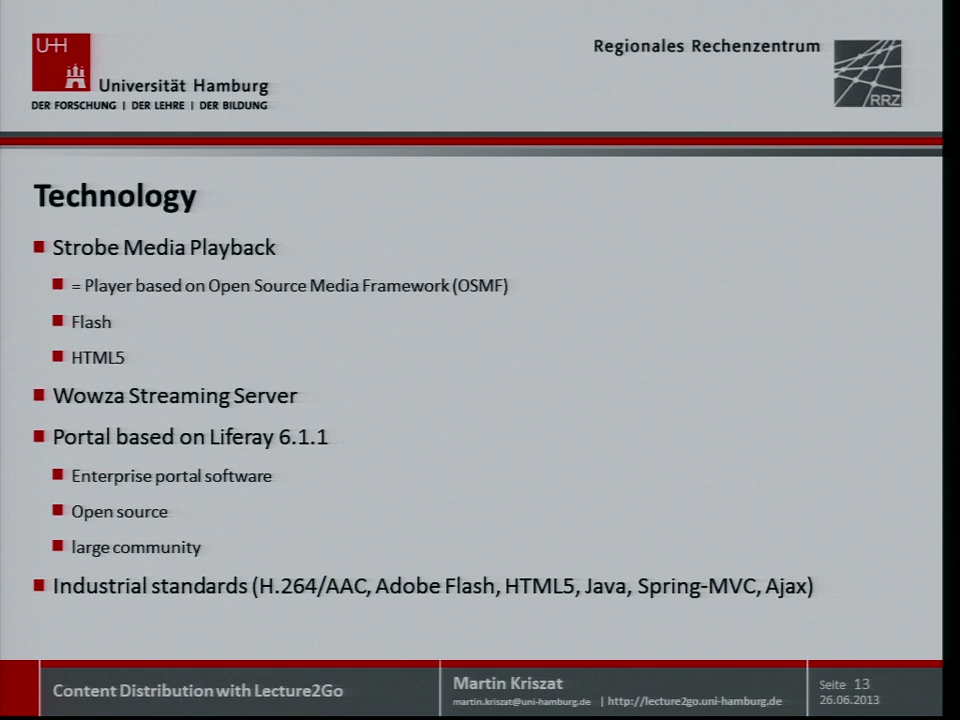 UHH
Universität Hamburg
DER FORSCHUNG | DER LEHRE | DER BILDUNG
Regionales Rechenzentrum
RRZ
Technology
Strobe Media Playback
= Player based on Open Source Media Framework (OSMF)
Flash
HTML5
Wowza Streaming Server
Portal based on Liferay 6.1.1
Enterprise portal software
Open source
large community
Industrial standards (H.264/AAC, Adobe Flash, HTML5, Java, Spring-MVC, Ajax)
Content Distribution with Lecture2Go
Martin Kriszat
martin.kriszat@uni-hamburg.de | http://lecture2go.uni-hamburg.de
Seite 13
26.06.2013